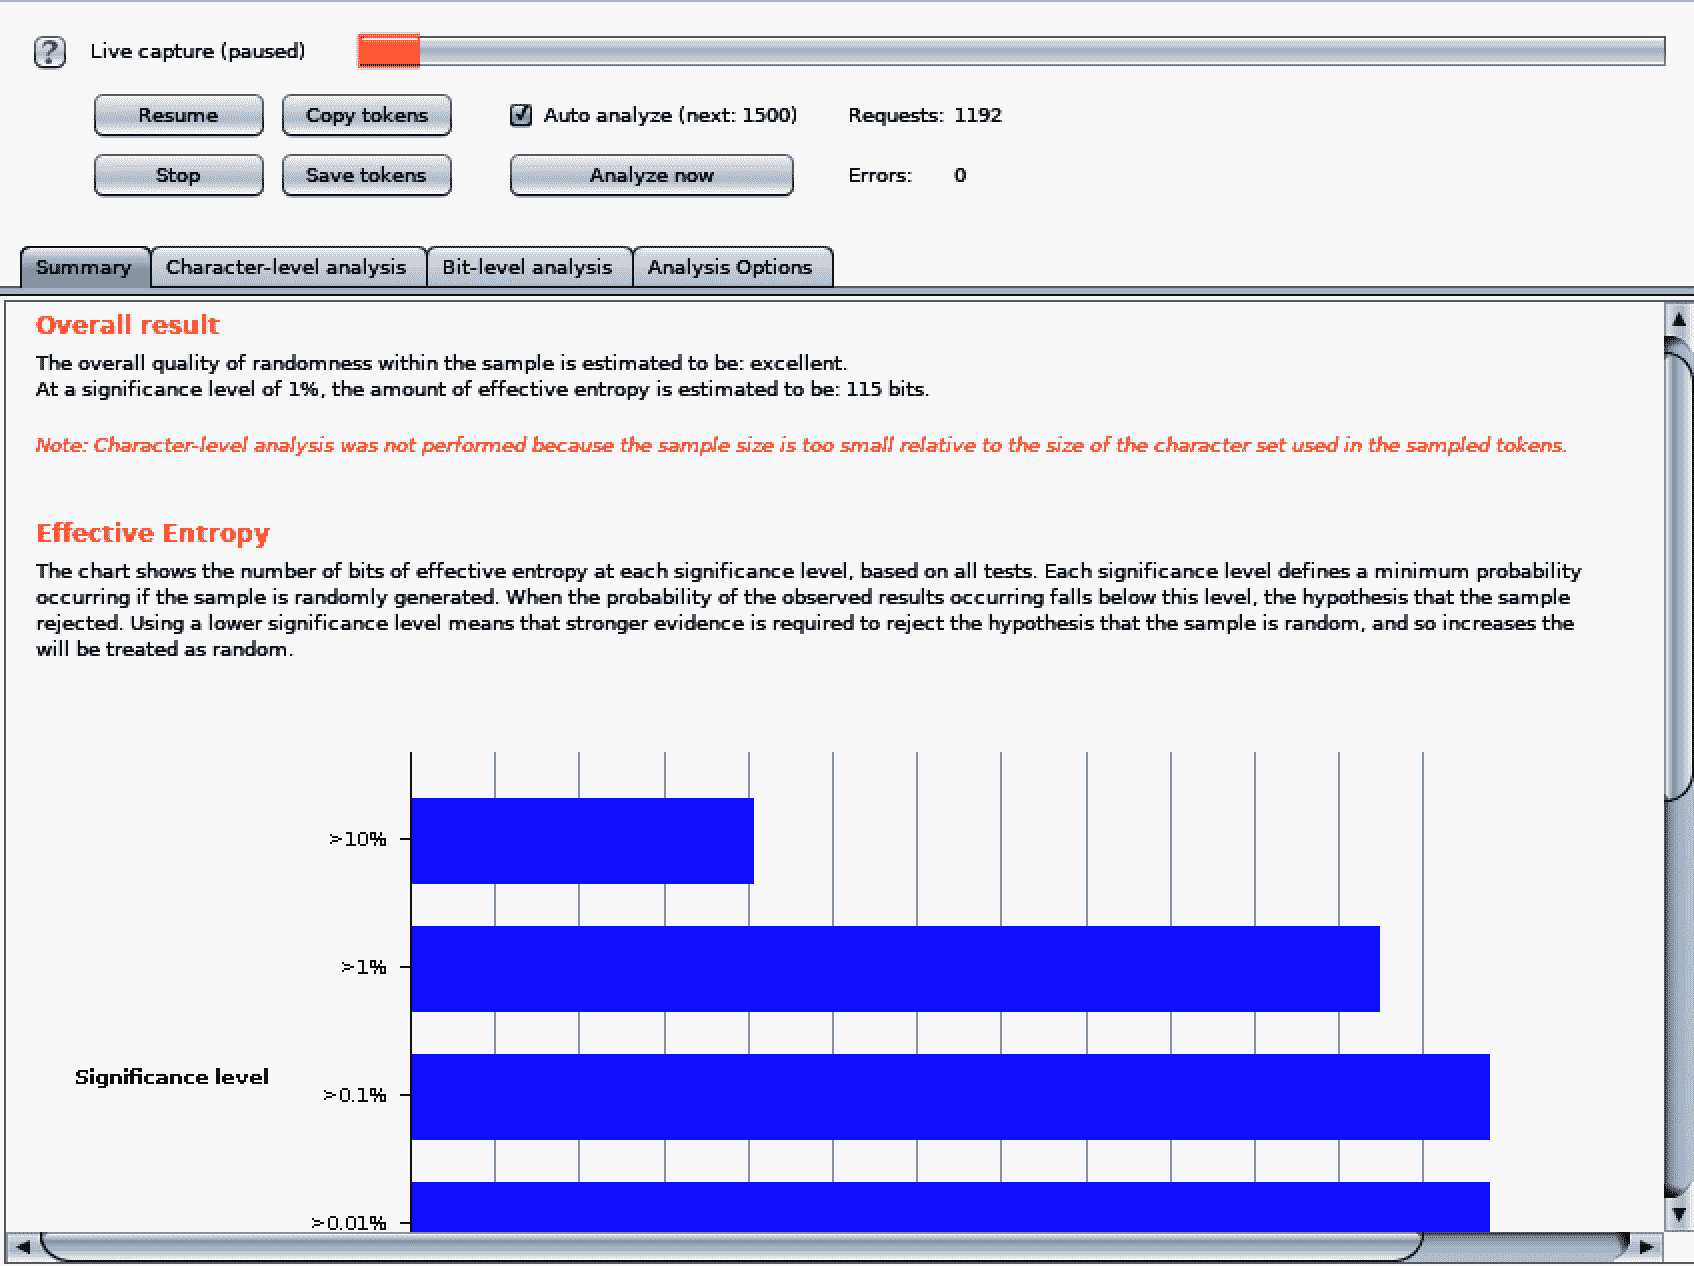 ? Live capture (paused)
Resume Copy tokens Auto analyze (next: 1500) Requests: 1192
Stop Save tokens Analyze now Errors: 0
Summary Character-level analysis Bit-level analysis Analysis Options
Overall result
The overall quality of randomness within the sample is estimated to be: excellent.
At a significance level of 1%, the amount of effective entropy is estimated to be: 115 bits.
Note: Character-level analysis was not performed because the sample size is too small relative to the size of the character set used in the sampled tokens.
Effective Entropy
The chart shows the number of bits of effective entropy at each significance level, based on all tests. Each significance level defines a minimum probability
occurring if the sample is randomly generated. When the probability of the observed results occurring falls below this level, the hypothesis that the sample
rejected. Using a lower significance level means that stronger evidence is required to reject the hypothesis that the sample is random, and so increases the
will be treated as random.
>10%
>1%
Significance level
>0.1%
>0.01%